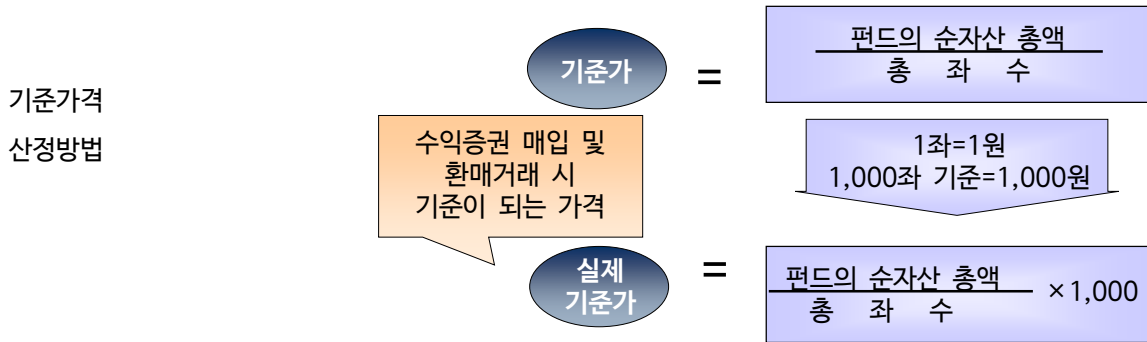 기준가격
산정방법
기준가
=
펀드의 순자산 총액
총 좌 수
수익증권 매입 및
환매거래 시
기준이 되는 가격
1좌=1원
1,000좌 기준=1,000원
실제
기준가
=
펀드의 순자산 총액
총 좌 수
×1,000